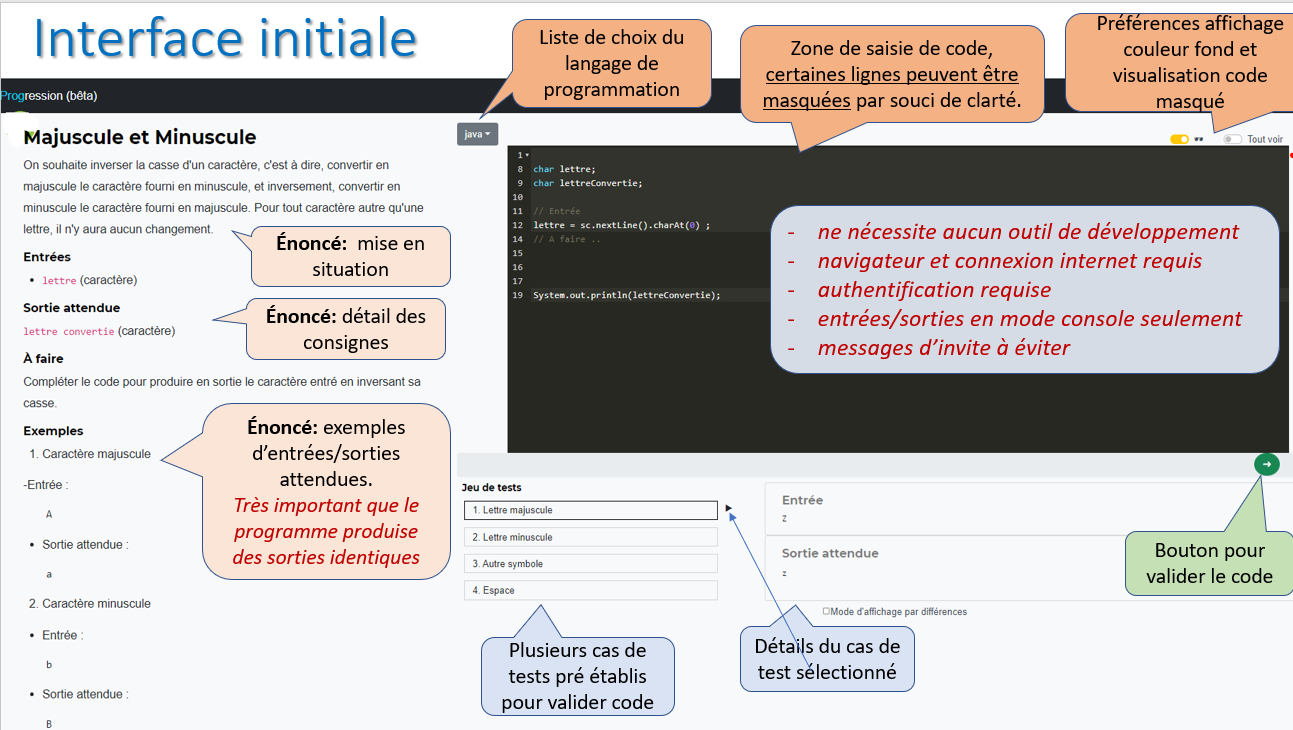 Interface initiale
Liste de choix du
langage de
programmation
Zone de saisie de code,
certaines lignes peuvent être
masquées par souci de clarté.
Préférences affichage
couleur fond et
visualisation code
masqué
Progression (bêta)
Majuscule et Minuscule
On souhaite inverser la casse d'un caractère, c'est à dire, convertir en
majuscule le caractère fourni en minuscule, et inversement, convertir en
minuscule le caractère fourni en majuscule. Pour tout caractère autre qu'une
lettre, il n'y aura aucun changement.
Énoncé: mise en
situation
Entrées
• lettre (caractère)
Sortie attendue
lettre convertie (caractère)
Énoncé: détail des
consignes
À faire
Compléter le code pour produire en sortie le caractère entré en inversant sa
casse.
Exemples
1. Caractère majuscule
-Entrée :
A
• Sortie attendue :
a
2. Caractère minuscule
• Entrée :
b
• Sortie attendue :
B
Énoncé: exemples
d'entrées/sorties
attendues.
Très important que le
programme produise
des sorties identiques
java
Tout voir
1
8 char lettre;
9 char lettreConvertie;
10
11 // Entrée
12 lettre = sc.nextLine().charAt(0) ;
14 // A faire ..
15
16
17
19 System.out.println(lettreConvertie);
- ne nécessite aucun outil de développement
- navigateur et connexion internet requis
- authentification requise
- entrées/sorties en mode console seulement
- messages d'invite à éviter
Jeu de tests
1. Lettre majuscule
2. Lettre minuscule
3. Autre symbole
4. Espace
Entrée
Z
Sortie attendue
z
Mode d'affichage par différences
Bouton pour
valider le code
Plusieurs cas de
tests pré établis
pour valider code
Détails du cas de
test sélectionné